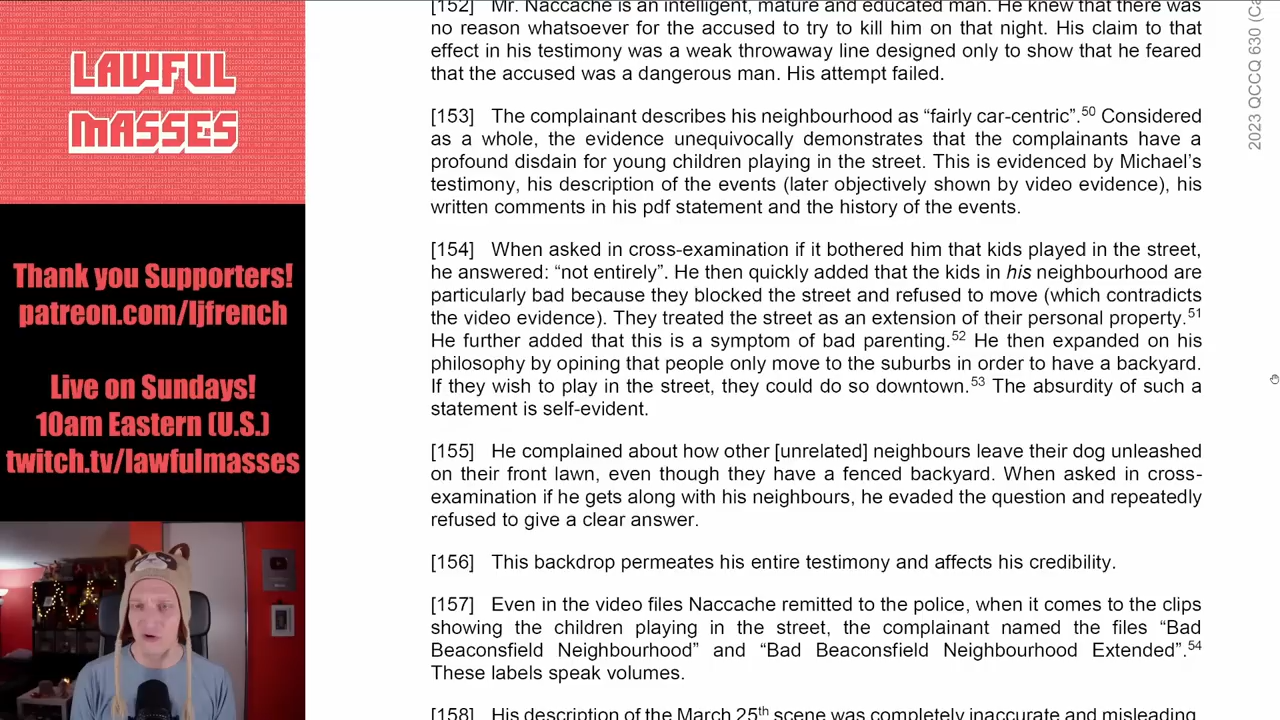 LAWFUL
MASSES
Thank you Supporters!
patreon.com/ljfrench
Live on Sundays!
10am Eastern (U.S.)
twitch.tv/lawfulmasses
[152] Mr. Naccache is an intelligent, mature and educated man. He knew that there was
no reason whatsoever for the accused to try to kill him on that night. His claim to that
effect in his testimony was a weak throwaway line designed only to show that he feared
that the accused was a dangerous man. His attempt failed.
[153] The complainant describes his neighbourhood as “fairly car-centric”.50 Considered
as a whole, the evidence unequivocally demonstrates that the complainants have a
profound disdain for young children playing in the street. This is evidenced by Michael’s
testimony, his description of the events (later objectively shown by video evidence), his
written comments in his pdf statement and the history of the events.
[154] When asked in cross-examination if it bothered him that kids played in the street,
he answered: “not entirely”. He then quickly added that the kids in his neighbourhood are
particularly bad because they blocked the street and refused to move (which contradicts
the video evidence). They treated the street as an extension of their personal property.51
He further added that this is a symptom of bad parenting.52 He then expanded on his
philosophy by opining that people only move to the suburbs in order to have a backyard.
If they wish to play in the street, they could do so downtown.53 The absurdity of such a
statement is self-evident.
[155] He complained about how other [unrelated] neighbours leave their dog unleashed
on their front lawn, even though they have a fenced backyard. When asked in cross-
examination if he gets along with his neighbours, he evaded the question and repeatedly
refused to give a clear answer.
[156] This backdrop permeates his entire testimony and affects his credibility.
[157] Even in the video files Naccache remitted to the police, when it comes to the clips
showing the children playing in the street, the complainant named the files “Bad
Beaconsfield Neighbourhood” and “Bad Beaconsfield Neighbourhood Extended”.54
These labels speak volumes.
[158] His description of the March 25th scene was completely inaccurate and misleading.
2023 QCCQ 630 (Ca